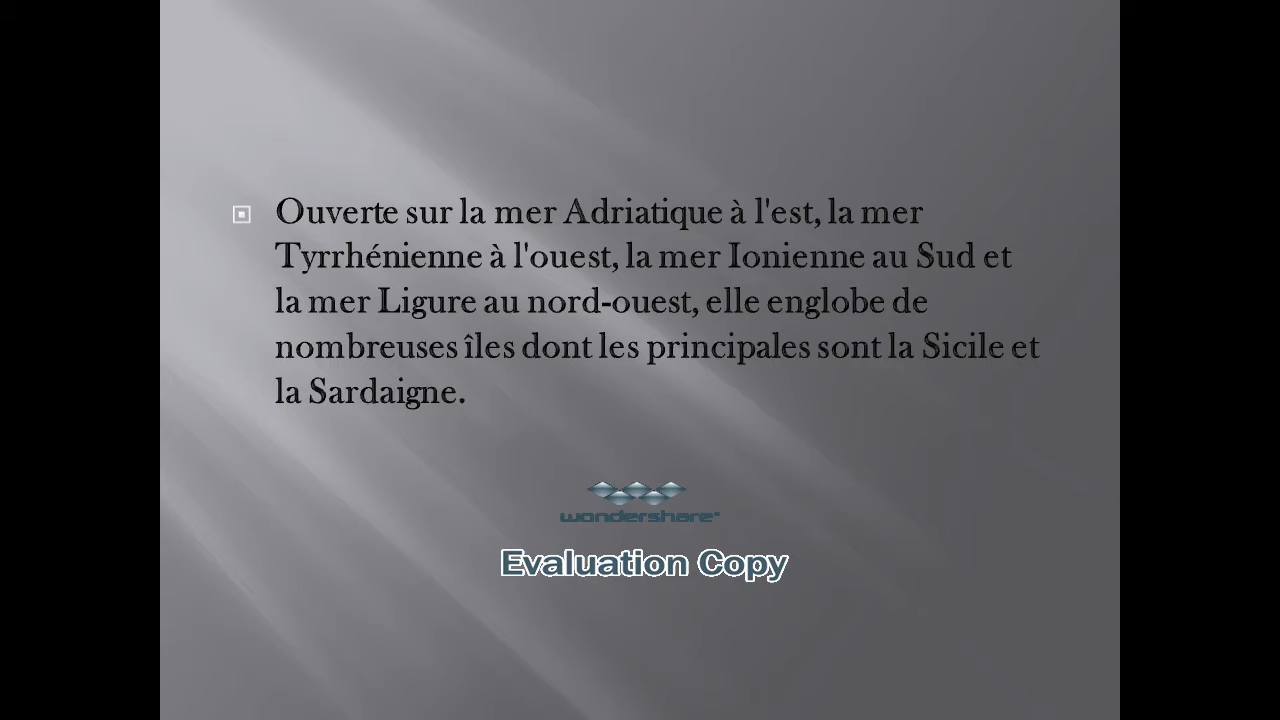 Ouverte sur la mer Adriatique à l'est, la mer
Tyrrhénienne à l'ouest, la mer Ionienne au Sud et
la mer Ligure au nord-ouest, elle englobe de
nombreuses îles dont les principales sont la Sicile et
la Sardaigne.
wondershare
Evaluation Copy